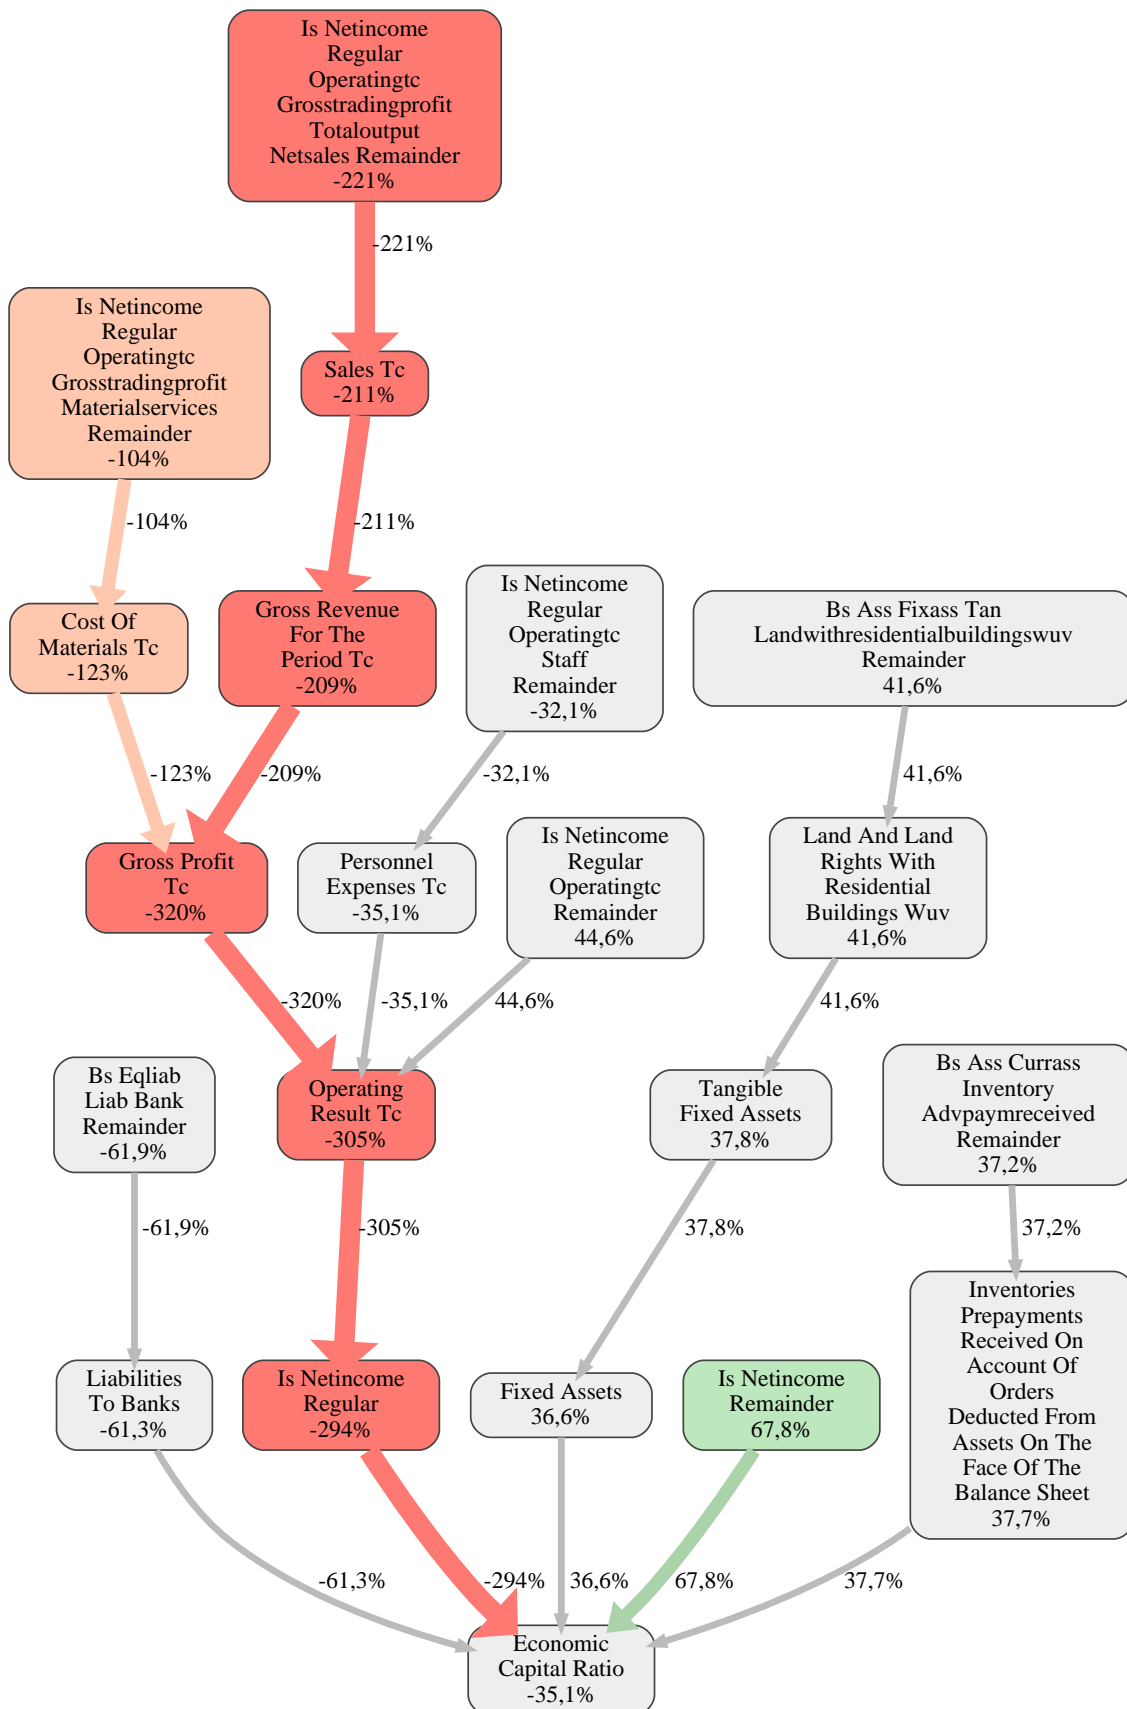 Is Netincome
Regular
Operatingtc
Grosstradingprofit
Totaloutput
Netsales Remainder
-221%
-221%
Is Netincome
Regular
Operatingtc
Grosstradingprofit
Materialservices
Remainder
-104%
Sales Tc
-211%
-104%
-211%
Cost Of
Materials Tc
-123%
Gross Revenue
For The
Period Tc
-209%
Is Netincome
Regular
Operatingtc
Staff
Remainder
-32,1%
Bs Ass Fixass Tan
Landwithresidentialbuildingswuv
Remainder
41,6%
-123%
-209%
-32,1%
41,6%
Gross Profit
Tc
-320%
Personnel
Expenses Tc
-35,1%
Is Netincome
Regular
Operatingtc
Remainder
44,6%
Land And Land
Rights With
Residential
Buildings Wuv
41,6%
-320%
-35,1%
44,6%
41,6%
Bs Eqliab
Liab Bank
Remainder
-61,9%
Operating
Result Tc
-305%
Tangible
Fixed Assets
37,8%
Bs Ass Currass
Inventory
Advpaymreceived
Remainder
37,2%
-61,9%
-305%
37,8%
37,2%
Liabilities
To Banks
-61,3%
Is Netincome
Regular
-294%
Fixed Assets
36,6%
Is Netincome
Remainder
67,8%
Inventories
Prepayments
Received On
Account Of
Orders
Deducted From
Assets On The
Face Of The
Balance Sheet
37,7%
-61,3%
-294%
36,6%
67,8%
37,7%
Economic
Capital Ratio
-35,1%